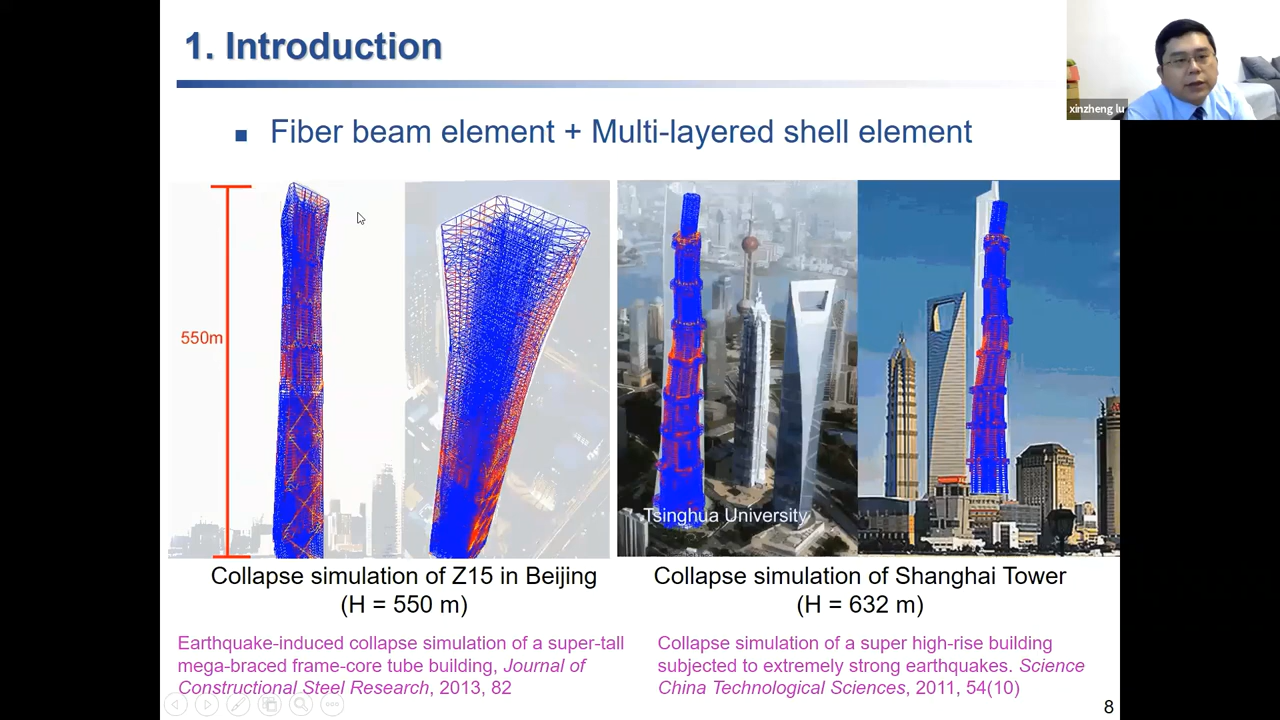 1. Introduction
xinzheng lu
Fiber beam element + Multi-layered shell element
550m
Tsinghua University
Collapse simulation of Z15 in Beijing
(H = 550 m)
Collapse simulation of Shanghai Tower
(H = 632 m)
Earthquake-induced collapse simulation of a super-tall
mega-braced frame-core tube building, Journal of
Constructional Steel Research, 2013, 82
Collapse simulation of a super high-rise building
subjected to extremely strong earthquakes. Science
China Technological Sciences, 2011, 54(10)
8